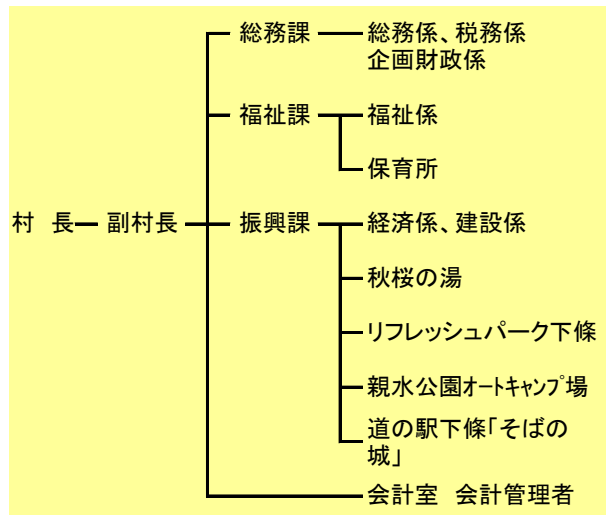 総務課
総務係、税務係
企画財政係
福祉課
福祉係
保育所
村 長
副村長
振興課
経済係、建設係
秋桜の湯
リフレッシュパーク下條
親水公園ｵｰﾄｷｬﾝﾌﾟ場
道の駅下條「そばの
城」
会計室 会計管理者